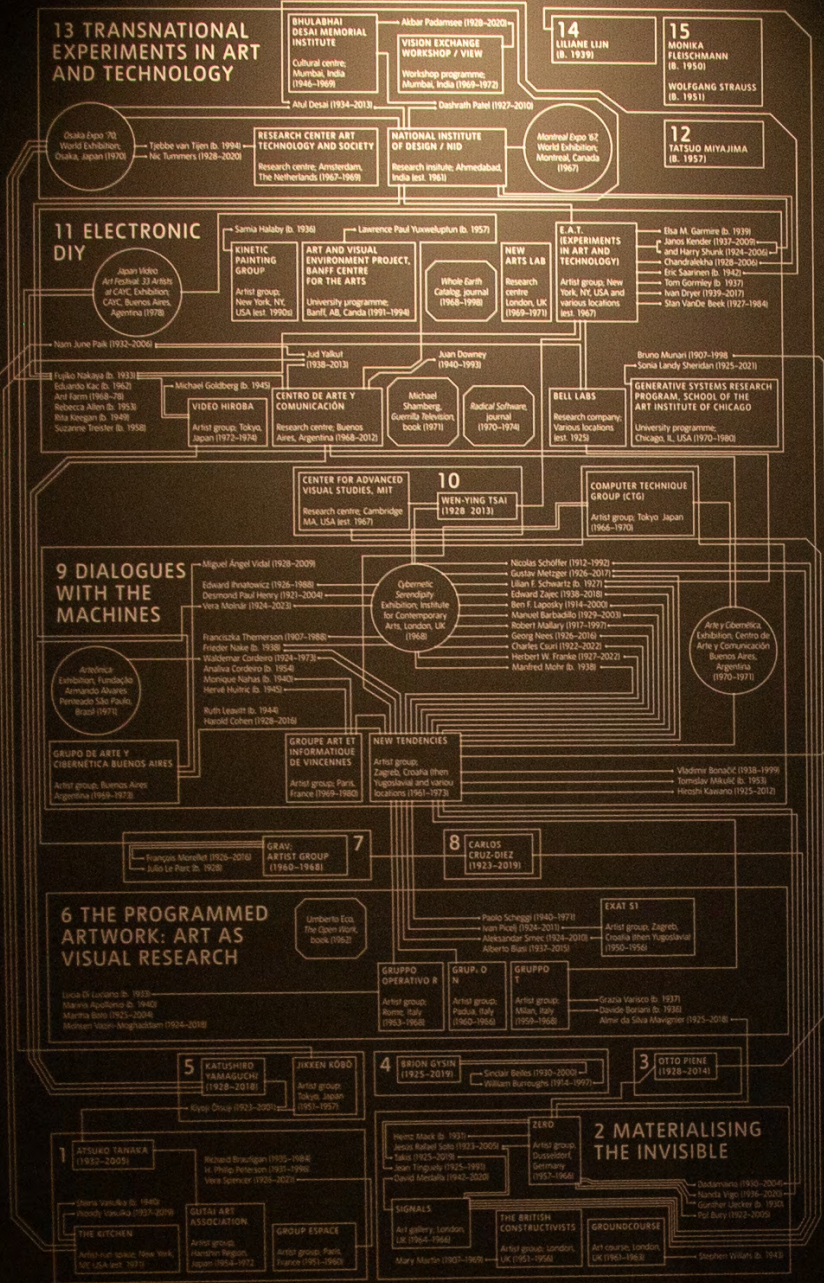 13 TRANSNATIONAL
EXPERIMENTS IN ART
AND TECHNOLOGY
BHULABHAI
DESAI MEMORIAL
INSTITUTE
Cultural centre;
Mumbai, India
(1946–1969)
Akbar Padamsee (1928–2020)
VISION EXCHANGE
WORKSHOP / VIEW
Workshop programme;
Mumbai, India (1969–1972)
14
LILIANE LIJN
(B. 1939)
15
MONIKA
FLEISCHMANN
(B. 1950)
WOLFGANG STRAUSS
(B. 1951)
Atul Desai (1934–2013)
Dashrath Patel (1927–2010)
Osaka Expo '70,
World Exhibition;
Osaka, Japan (1970)
Tjebbe van Tijen (b. 1994)
Nic Tummers (1928–2020)
RESEARCH CENTER ART
TECHNOLOGY AND SOCIETY
Research centre; Amsterdam,
The Netherlands (1967–1969)
NATIONAL INSTITUTE
OF DESIGN / NID
Research insitute; Ahmedabad,
India (est. 1961)
Montreal Expo '67,
World Exhibition;
Montreal, Canada
(1967)
12
TATSUO MIYAJIMA
(B. 1957)
11 ELECTRONIC
DIY
Samia Halaby (b. 1936)
Lawrence Paul Yuxweluptun (b. 1957)
Japan Video
Art Festival: 33 Artists
at CAYC, Exhibition;
CAYC, Buenos Aires,
Agentina (1978)
KINETIC
PAINTING
GROUP
Artist group;
New York, NY,
USA (est. 1990s)
ART AND VISUAL
ENVIRONMENT PROJECT,
BANFF CENTRE
FOR THE ARTS
University programme;
Banff, AB, Canda (1991–1994)
Whole Earth
Catalog, journal
(1968–1998)
NEW
ARTS LAB
Research
centre
London, UK
(1969–1971)
E.A.T.
(EXPERIMENTS
IN ART AND
TECHNOLOGY)
Artist group; New
York, NY, USA and
various locations
(est. 1967)
Elsa M. Garmire (b. 1939)
Janos Kender (1937–2009)
and Harry Shunk (1924–2006)
Chandralekha (1928–2006)
Eric Saarinen (b. 1942)
Tom Gormley (b. 1937)
Ivan Dryer (1939–2017)
Stan VanDe Beek (1927–1984)
Nam June Paik (1932–2006)
Jud Yalkut
(1938–2013)
Juan Downey
(1940–1993)
Bruno Munari (1907–1998
Sonia Landy Sheridan (1925–2021)
Fujiko Nakaya (b. 1933)
Eduardo Kac (b. 1962)
Ant Farm (1968–78)
Rebecca Allen (b. 1953)
Rita Keegan (b. 1949)
Suzanne Treister (b. 1958)
Michael Goldberg (b. 1945)
VIDEO HIROBA
Artist group; Tokyo,
Japan (1972–1974)
CENTRO DE ARTE Y
COMUNICACIÓN
Research centre; Buenos
Aires, Argentina (1968–2012)
Michael
Shamberg,
Guerrilla Television,
book (1971)
Radical Software,
journal
(1970–1974)
BELL LABS
Research company;
Various locations
(est. 1925)
GENERATIVE SYSTEMS RESEARCH
PROGRAM, SCHOOL OF THE
ART INSTITUTE OF CHICAGO
University programme;
Chicago, IL, USA (1970–1980)
CENTER FOR ADVANCED
VISUAL STUDIES, MIT
Research centre; Cambridge
MA, USA (est. 1967)
10
WEN-YING TSAI
(1928 2013)
COMPUTER TECHNIQUE
GROUP (CTG)
Artist group; Tokyo Japan
(1966–1970)
9 DIALOGUES
WITH THE
MACHINES
Miguel Ángel Vidal (1928–2009)
Edward Ihnatowicz (1926–1988)
Desmond Paul Henry (1921–2004)
Vera Molnár (1924–2023)
Franciszka Themerson (1907–1988)
Frieder Nake (b. 1938)
Waldemar Cordeiro (1924–1973)
Analivia Cordeiro (b. 1954)
Monique Nahas (b. 1940)
Hervé Huitric (b. 1945)
Ruth Leavitt (b. 1944)
Harold Cohen (1928–2016)
Cybernetic
Serendipity
Exhibition; Institute
for Contemporary
Arts, London, UK
(1968)
Nicolas Schöffer (1912–1992)
Gustav Metzger (1926–2017)
Lilian F. Schwartz (b. 1927)
Edward Zajec (1938–2018)
Ben F. Laposky (1914–2000)
Manuel Barbadillo (1929–2003)
Robert Mallary (1917–1997)
Georg Nees (1926–2016)
Charles Csuri (1922–2022)
Herbert W. Franke (1927–2022)
Manfred Mohr (b. 1938)
Arte y Cibernética,
Exhibition; Centro de
Arte y Comunicación
Buenos Aires,
Argentina
(1970–1971)
Arteônica
Exhibition, Fundação
Armando Alvares
Penteado São Paulo,
Brazil (1971)
GRUPO DE ARTE Y
CIBERNÉTICA BUENOS AIRES
Artist group, Buenos Aires
Argentina (1969–1973)
GROUPE ART ET
INFORMATIQUE
DE VINCENNES
Artist group; Paris,
France (1969–1980)
NEW TENDENCIES
Artist group;
Zagreb, Croatia (then
Yugoslavia) and variou
locations (1961–1973)
Vladimir Bonačić (1938–1999)
Tomislav Mikulić (b. 1953)
Hiroshi Kawano (1925–2012)
François Morellet (1926–2016)
Julio Le Parc (b. 1928)
GRAV;
ARTIST GROUP
(1960–1968)
7
8
CARLOS
CRUZ-DIEZ
(1923–2019)
6 THE PROGRAMMED
ARTWORK: ART AS
VISUAL RESEARCH
Umberto Eco,
The Open Work,
book (1962)
Paolo Scheggi (1940–1971)
Ivan Picelj (1924–2011)
Aleksandar Srnec (1924–2010)
Alberto Biasi (1937–2015)
EXAT 51
Artist group, Zagreb,
Croatia (then Yugoslavia)
(1950–1956)
Lucia Di Luciano (b. 1933)
Marina Apollonio (b. 1940)
Martha Boto (1925–2004)
Mohsen Vaziri-Moghaddam (1924–2018)
GRUPPO
OPERATIVO R
Artist group;
Rome, Italy
(1963–1968)
GRUP. O
N
Artist group;
Padua, Italy
(1960–1966)
GRUPPO
T
Artist group;
Milan, Italy
(1959–1968)
Grazia Varisco (b. 1937)
Davide Boriani (b. 1936)
Almir da Silva Mavignier (1925–2018)
5
KATUSHIRO
YAMAGUCHI
(1928–2018)
Kiyoji Ōtsuji (1923–2001)
JIKKEN KŌBŌ
Artist group;
Tokyo, Japan
(1951–1957)
4
BRION GYSIN
(1925–2019)
Sinclair Beiles (1930–2000)
William Burroughs (1914–1997)
3
OTTO PIENE
(1928–2014)
1
ATSUKO TANAKA
(1932–2005)
Richard Brautigan (1935–1984)
H. Philip Peterson (1931–1996)
Vera Spencer (1926–2021)
Steina Vasulka (b. 1940)
Woody Vasulka (1937–2019)
THE KITCHEN
Artist-run space; New York,
NY, USA (est. 1971)
GUTAI ART
ASSOCIATION
Artist group;
Hanshin Region,
Japan (1954–1972
GROUP ESPACE
Artist group; Paris,
France (1951–1960)
Heinz Mack (b. 1931)
Jesús Rafael Soto (1923–2005)
Takis (1925–2019)
Jean Tinguely (1925–1991)
David Medalla (1942–2020)
ZERO
Artist group,
Dusseldorf,
Germany
(1957–1966)
2 MATERIALISING
THE INVISIBLE
Dadamaino (1930–2004)
Nanda Vigo (1936–2020)
Günther Uecker (b. 1930)
Pol Bury (1922–2005)
SIGNALS
Art gallery, London,
UK (1964–1966)
Mary Martin (1907–1969)
THE BRITISH
CONSTRUCTIVISTS
Artist group; London,
UK (1951–1956)
GROUNDCOURSE
Art course, London,
UK (1961–1963)
Stephen Willats (b. 1943)